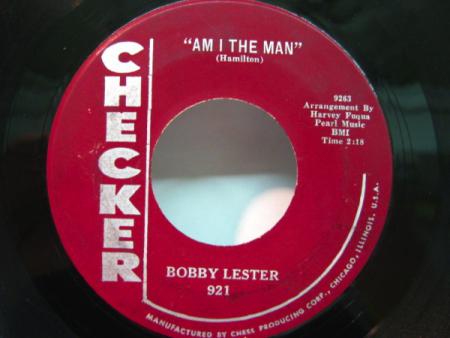 CHECKER
"AM I THE MAN"
(Hamilton)
9263
Arrangement By
Harvey Fuqua
Pearl Music
BMI
Time 2:18
BOBBY LESTER
921
MANUFACTURED BY CHESS PRODUCING CORP., CHICAGO, ILLINOIS, U.S.A.